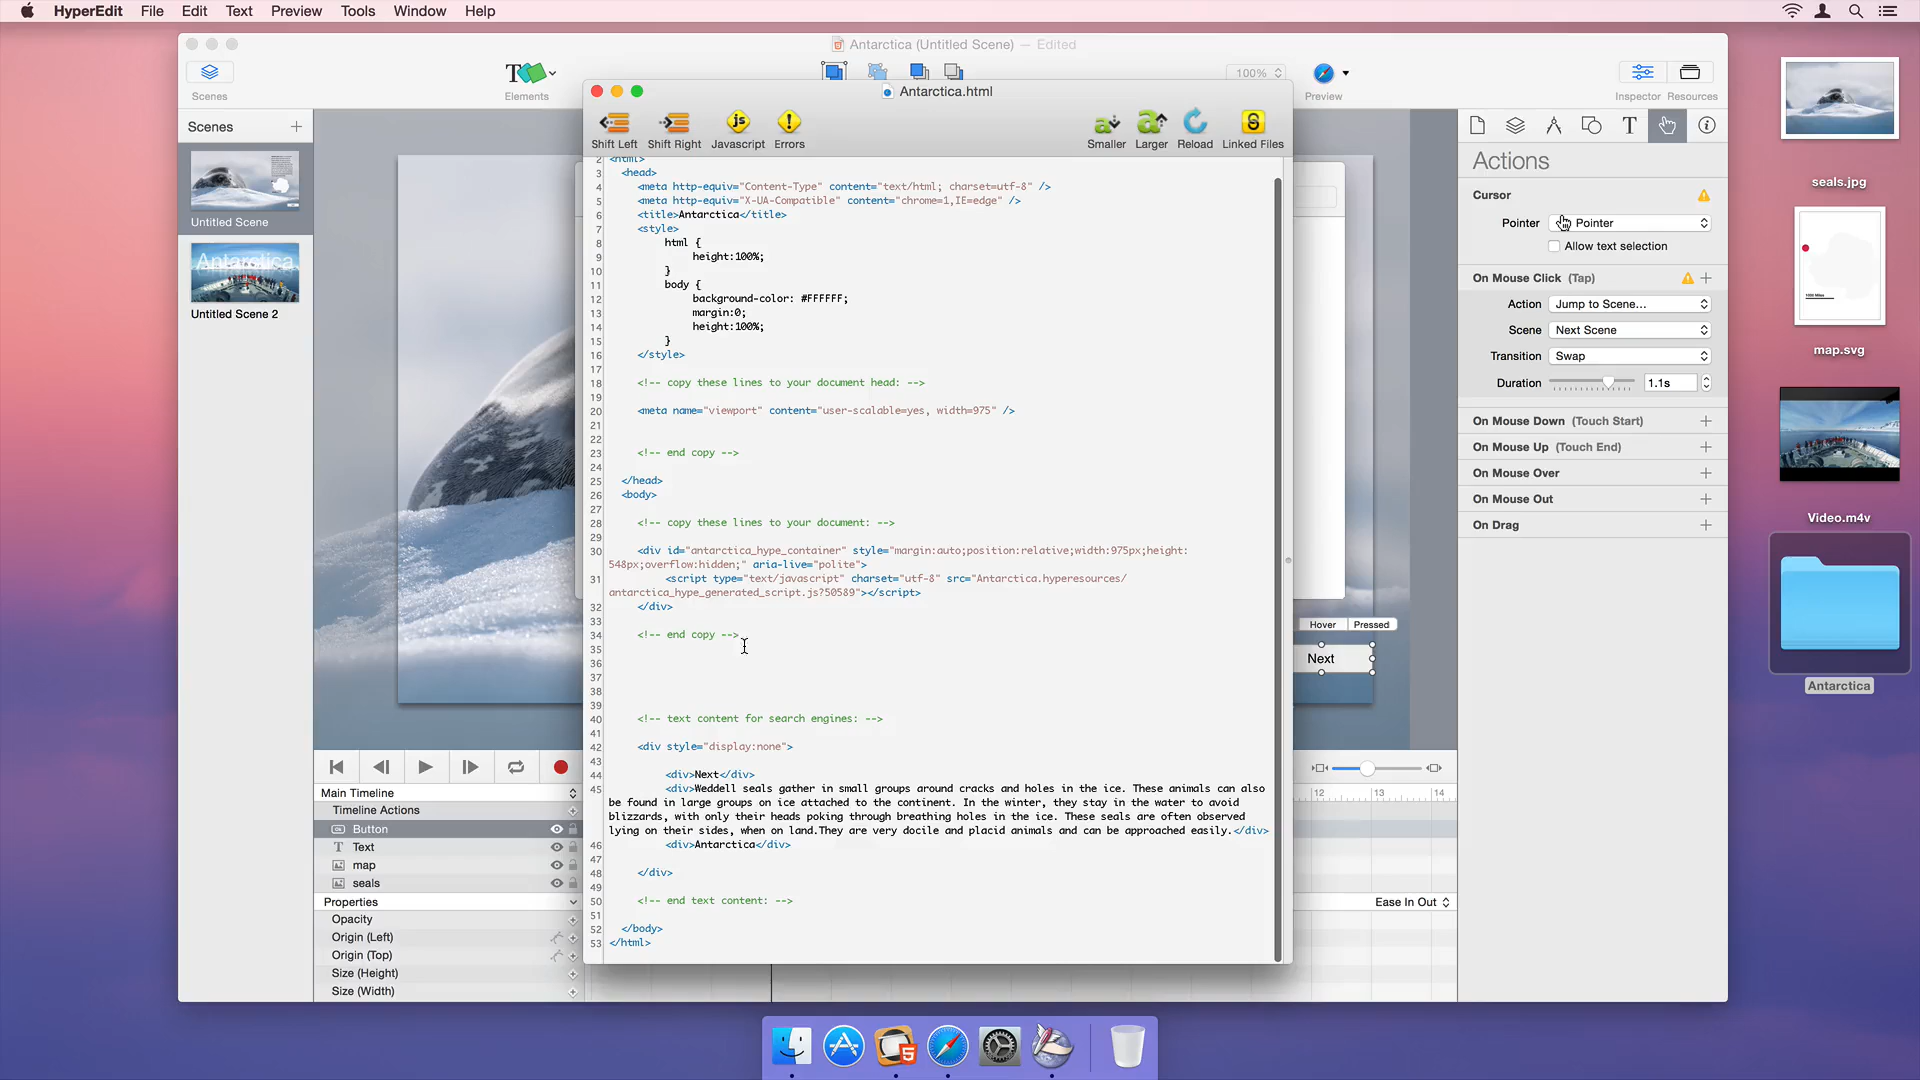 HyperEdit File Edit Text Preview Tools Window Help
Antarctica (Untitled Scene) — Edited
Scenes
Elements
100%
Preview
Inspector
Resources
Scenes
Untitled Scene
Antarctica
Untitled Scene 2
Antarctica.html
Shift Left
Shift Right
js
Javascript
Errors
Smaller
Larger
Reload
Linked Files
2 <html>
3 <head>
4 <meta http-equiv="Content-Type" content="text/html; charset=utf-8" />
5 <meta http-equiv="X-UA-Compatible" content="chrome=1,IE=edge" />
6 <title>Antarctica</title>
7 <style>
8 html {
9 height:100%;
10 }
11 body {
12 background-color: #FFFFFF;
13 margin:0;
14 height:100%;
15 }
16 </style>
17
18 <!-- copy these lines to your document head: -->
19
20 <meta name="viewport" content="user-scalable=yes, width=975" />
21
22
23 <!-- end copy -->
24
25 </head>
26 <body>
27
28 <!-- copy these lines to your document: -->
29
30 <div id="antarctica_hype_container" style="margin:auto;position:relative;width:975px;height:
548px;overflow:hidden;" aria-live="polite">
31 <script type="text/javascript" charset="utf-8" src="Antarctica.hyperesources/
antarctica_hype_generated_script.js?50589"></script>
32 </div>
33
34 <!-- end copy -->
35
36
37
38
39
40 <!-- text content for search engines: -->
41
42 <div style="display:none">
43
44 <div>Next</div>
45 <div>Weddell seals gather in small groups around cracks and holes in the ice. These animals can also
be found in large groups on ice attached to the continent. In the winter, they stay in the water to avoid
blizzards, with only their heads poking through breathing holes in the ice. These seals are often observed
lying on their sides, when on land.They are very docile and placid animals and can be approached easily.</div>
46 <div>Antarctica</div>
47
48 </div>
49
50 <!-- end text content: -->
51
52 </body>
53 </html>
Hover
Pressed
Next
Actions
Cursor
Pointer Pointer
Allow text selection
On Mouse Click (Tap)
Action Jump to Scene...
Scene Next Scene
Transition Swap
Duration 1.1s
On Mouse Down (Touch Start)
On Mouse Up (Touch End)
On Mouse Over
On Mouse Out
On Drag
Main Timeline
Timeline Actions
Button
Text
map
seals
Properties
Opacity
Origin (Left)
Origin (Top)
Size (Height)
Size (Width)
12 13 14
Ease In Out
seals.jpg
map.svg
Video.m4v
Antarctica
5